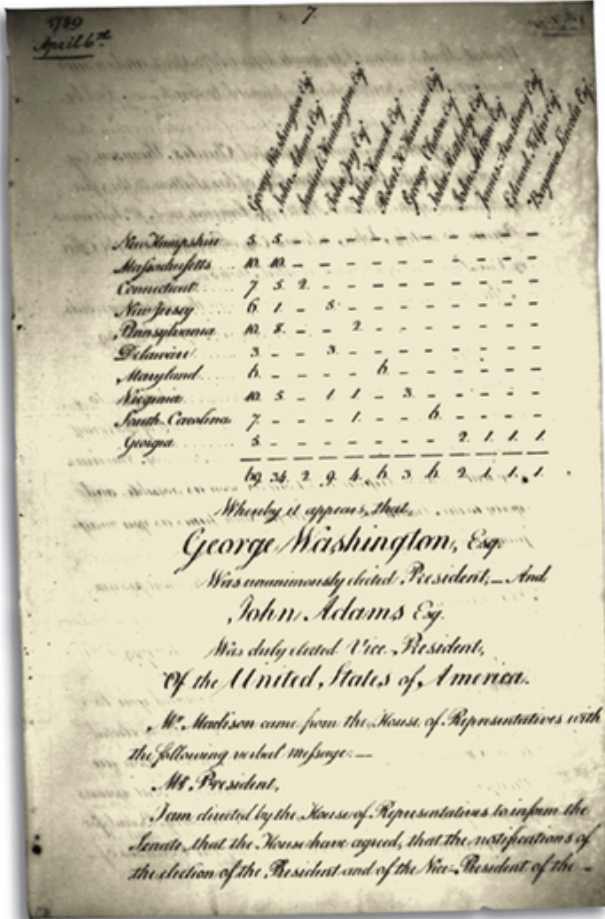 1789
7.
April 6th
George Washington Esq
John Adams Esq
Samuel Huntington Esq
John Jay Esq
John Hancock Esq
Robert H. Harrison Esq
George Clinton Esq
John Rutledge Esq
John Milton Esq
James Armstrong Esq
Edward Telfair Esq
Benjamin Lincoln Esq
New Hampshire 5. 5. - - - - - - - - - -
Massachusetts 10. 10. - - - - - - - - - -
Connecticut 7. 5. 2. - - - - - - - - -
New Jersey 6. 1. - 5. - - - - - - - -
Pennsylvania 10. 8. - - 2. - - - - - - -
Delaware 3. - - 3. - - - - - - - -
Maryland 6. - - - - 6. - - - - - -
Virginia 10. 5. - 1. 1. - 3. - - - - -
South Carolina 7. - - - 1. - - 6. - - - -
Georgia 5. - - - - - - - 2. 1. 1. 1.
69. 34. 2. 9. 4. 6. 3. 6. 2. 1. 1. 1.
Whereby it appears, that
George Washington, Esq.
Was unanimously elected President,— And
John Adams Esq.
Was duly elected Vice President,
Of the United States of America.
Mr. Madison came from the House of Representatives with
the following verbal message:—
Mr. President,
I am directed by the House of Representatives to inform the
Senate, that the House have agreed, that the notifications of
the election of the President and of the Vice-President of the